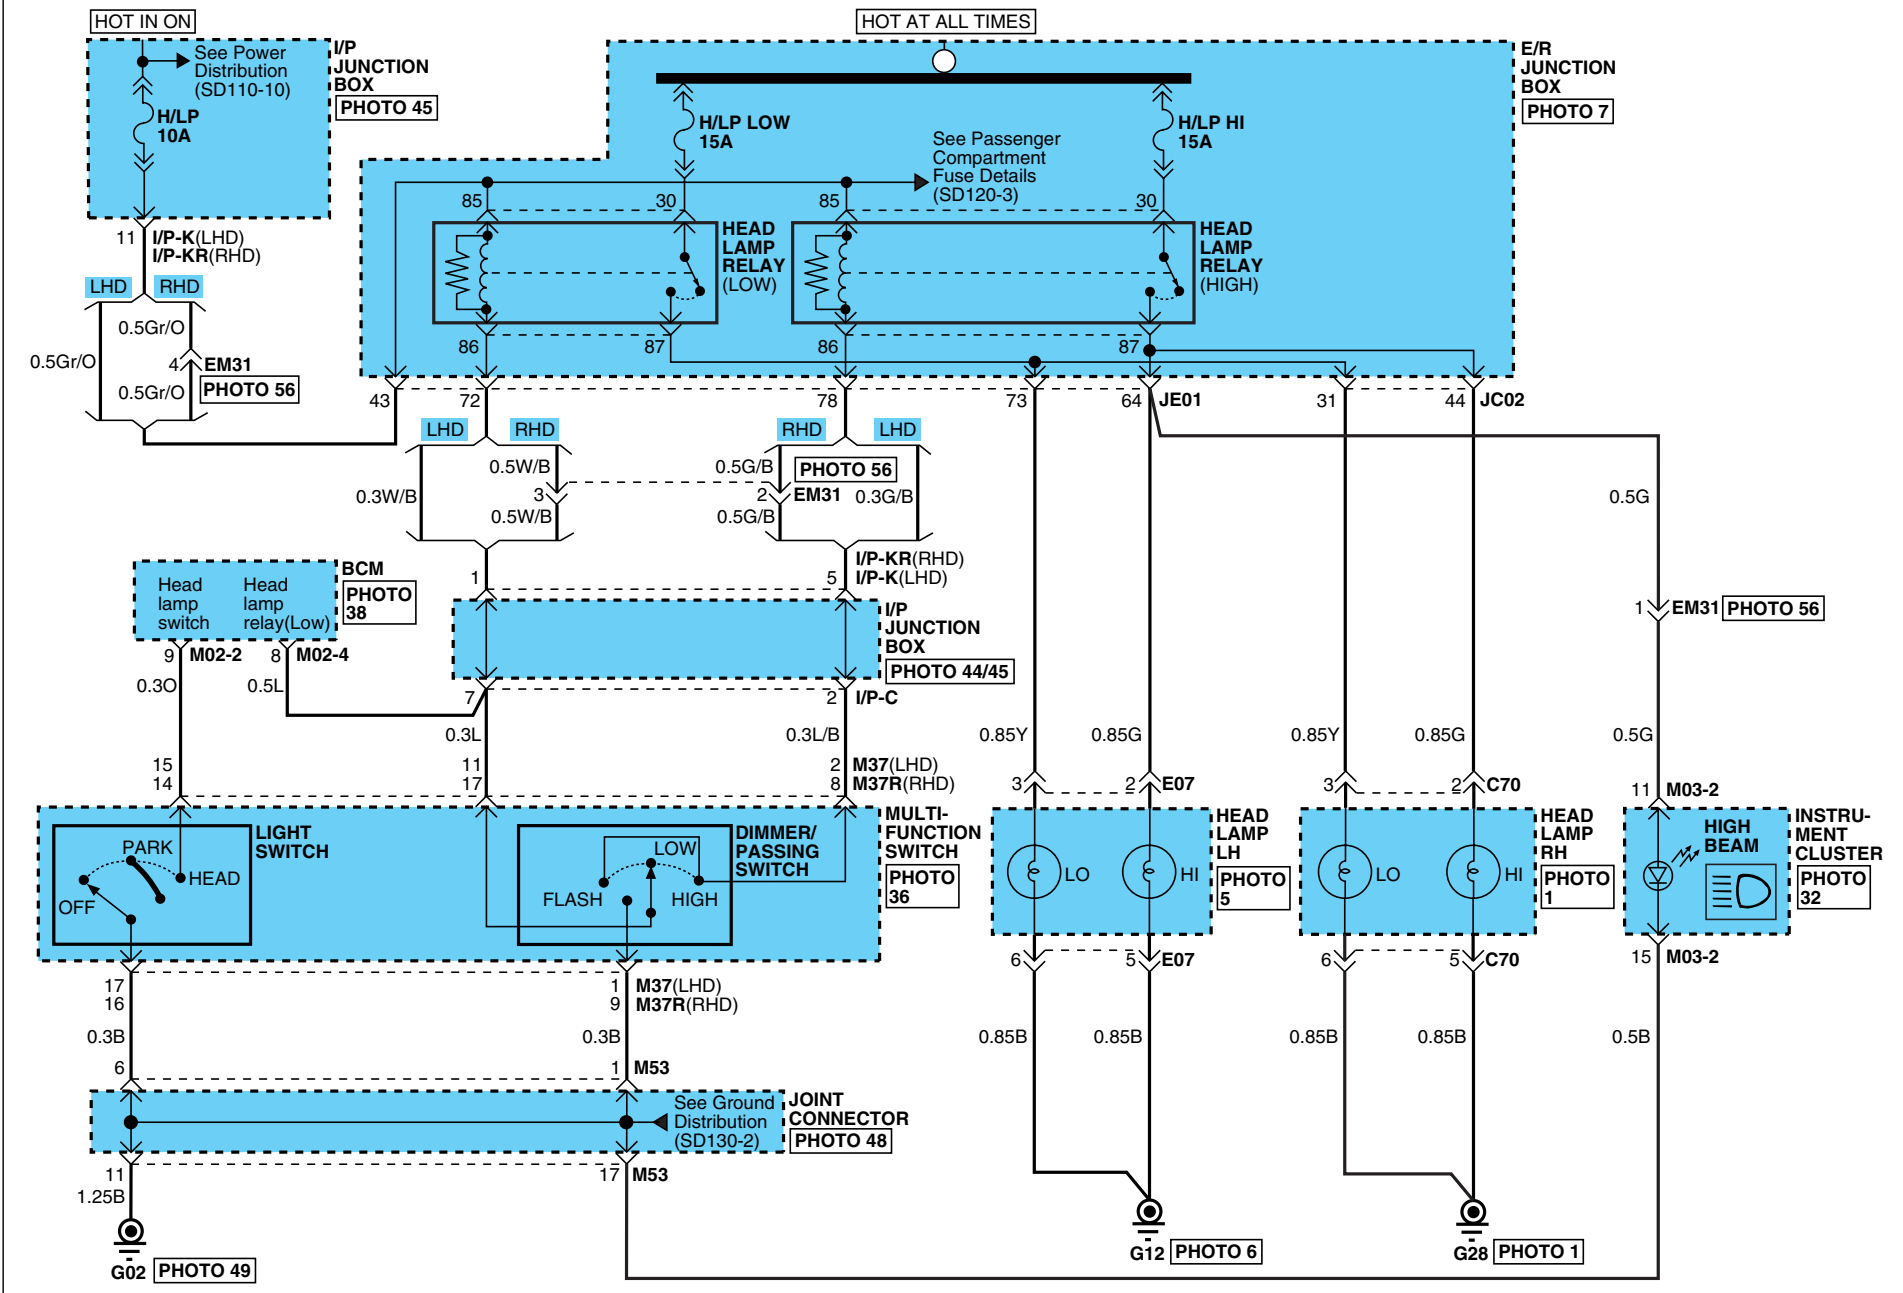 HOT IN ON
HOT AT ALL TIMES
See Power
Distribution
(SD110-10)
I/P
JUNCTION
BOX
PHOTO 45
H/LP
10A
E/R
JUNCTION
BOX
PHOTO 7
H/LP LOW
15A
H/LP HI
15A
See Passenger
Compartment
Fuse Details
(SD120-3)
85
30
85
30
HEAD
LAMP
RELAY
(LOW)
HEAD
LAMP
RELAY
(HIGH)
86
87
86
87
11
I/P-K(LHD)
I/P-KR(RHD)
LHD
RHD
0.5Gr/O
0.5Gr/O
4
EM31
0.5Gr/O
PHOTO 56
43
72
78
73
64
JE01
31
44
JC02
LHD
RHD
RHD
LHD
0.5W/B
0.5G/B
PHOTO 56
0.3W/B
3
2
EM31
0.3G/B
0.5G
0.5W/B
0.5G/B
I/P-KR(RHD)
I/P-K(LHD)
1
5
BCM
PHOTO
38
Head
lamp
switch
Head
lamp
relay(Low)
I/P
JUNCTION
BOX
PHOTO 44/45
1
EM31
PHOTO 56
9
M02-2
8
M02-4
0.3O
0.5L
7
2
I/P-C
0.3L
0.3L/B
0.85Y
0.85G
0.85Y
0.85G
0.5G
15
14
11
17
2
M37(LHD)
8
M37R(RHD)
3
2
E07
3
2
C70
11
M03-2
LIGHT
SWITCH
PARK
HEAD
OFF
DIMMER/
PASSING
SWITCH
LOW
FLASH
HIGH
MULTI-
FUNCTION
SWITCH
PHOTO
36
LO
HI
HEAD
LAMP
LH
PHOTO
5
LO
HI
HEAD
LAMP
RH
PHOTO
1
HIGH
BEAM
INSTRU-
MENT
CLUSTER
PHOTO
32
6
5
E07
6
5
C70
15
M03-2
17
16
1
M37(LHD)
9
M37R(RHD)
0.3B
0.3B
0.85B
0.85B
0.85B
0.85B
0.5B
6
1
M53
See Ground
Distribution
(SD130-2)
JOINT
CONNECTOR
PHOTO 48
11
17
M53
1.25B
G02
PHOTO 49
G12
PHOTO 6
G28
PHOTO 1